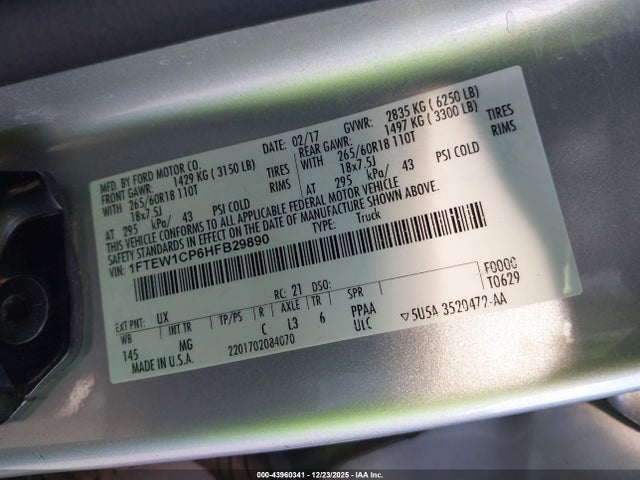 MFD. BY FORD MOTOR CO. DATE: 02/17 GVWR: 2835 KG ( 6250 LB)
FRONT GAWR: 1429 KG ( 3150 LB) REAR GAWR: 1497 KG ( 3300 LB)
WITH 265/60R18 110T TIRES WITH 265/60R18 110T TIRES
18x7.5J RIMS 18x7.5J RIMS
AT 295 kPa/ 43 PSI COLD AT 295 kPa/ 43 PSI COLD
THIS VEHICLE CONFORMS TO ALL APPLICABLE FEDERAL MOTOR VEHICLE
SAFETY STANDARDS IN EFFECT ON THE DATE OF MANUFACTURE SHOWN ABOVE.
VIN: 1FTEW1CP6HFB29890 TYPE: Truck
F0000
EXT PNT: UX RC: 21 DSO: T0629
WB INT TR TP/PS R AXLE TR SPR
145 MG C L3 6 PPAA
ULC ▽5U5A 3520472-AA
MADE IN U.S.A. 2201702084070
000-43960341 - 12/23/2025 - IAA Inc.